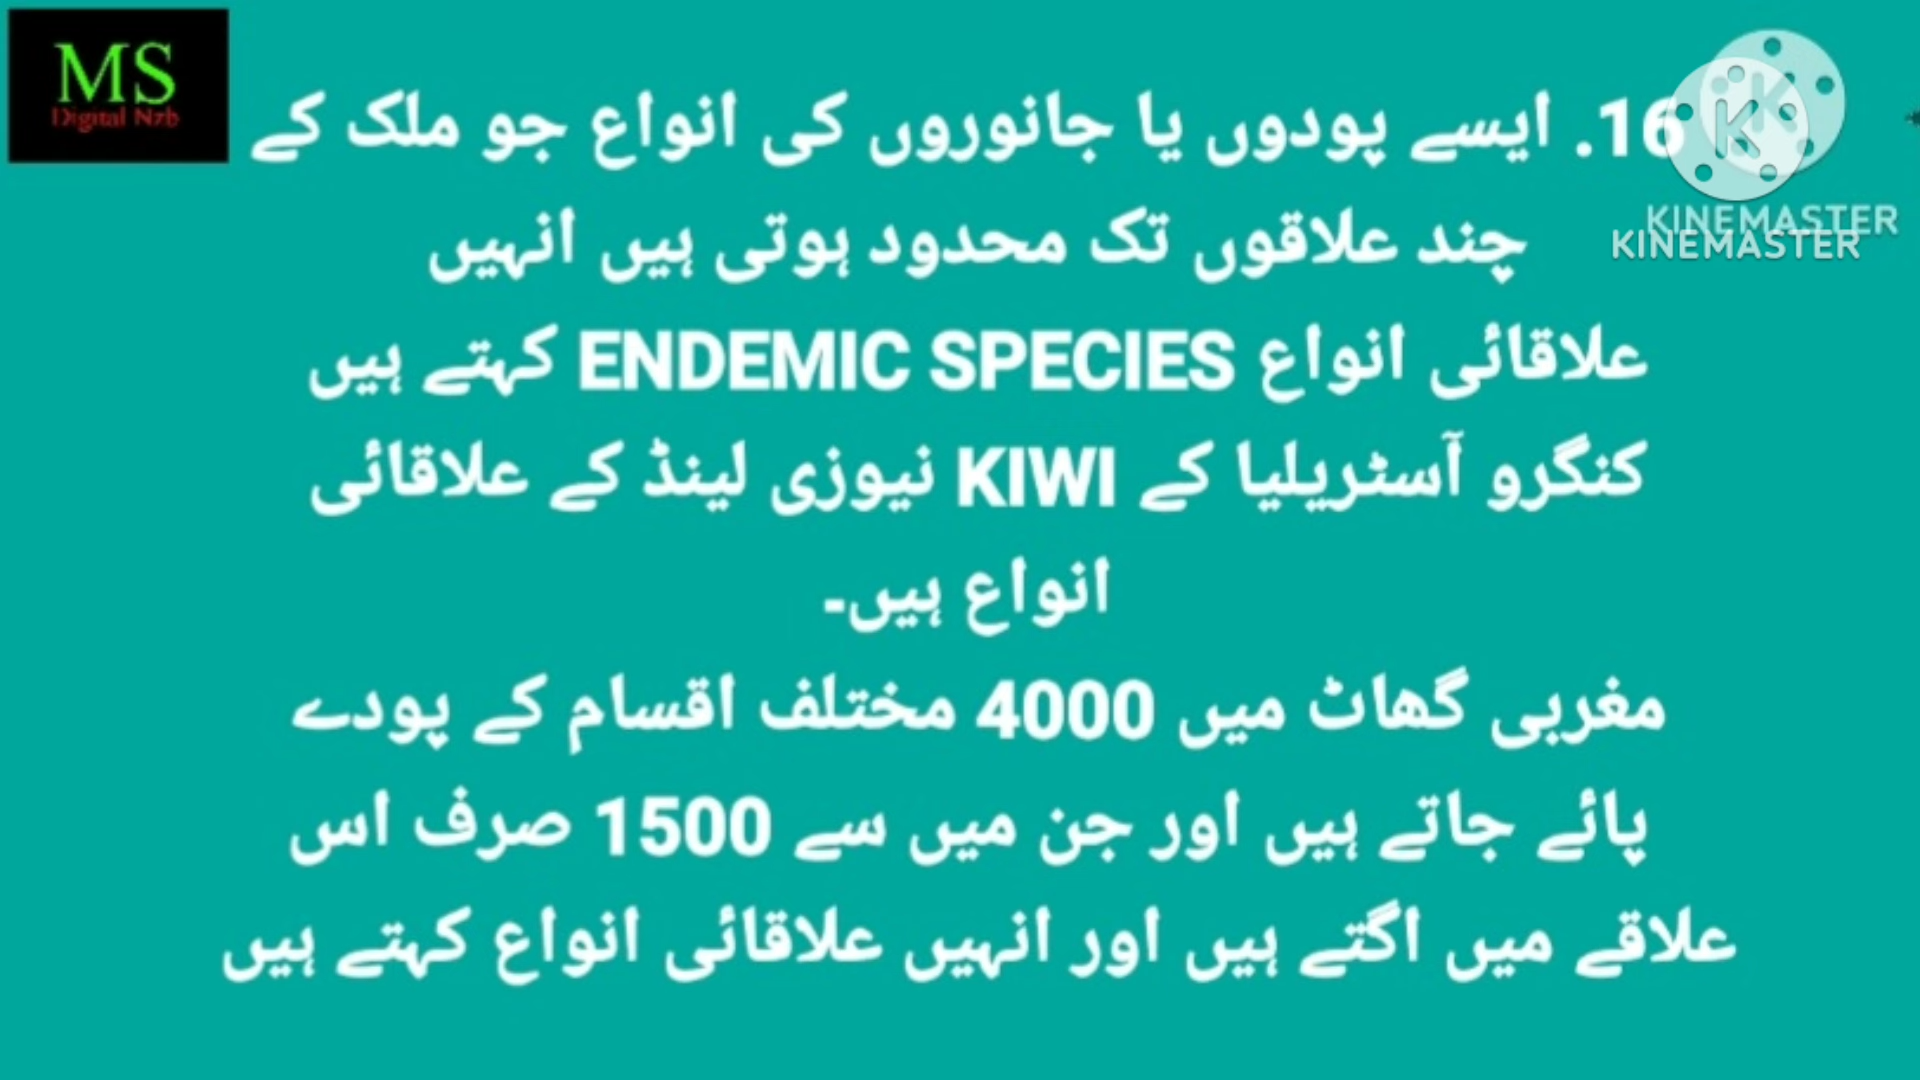 MS
Digital Nzb
KINEMASTER
KINEMASTER
16. ایسے پودوں یا جانوروں کی انواع جو ملک کے
چند علاقوں تک محدود ہوتی ہیں انہیں
علاقائی انواع ENDEMIC SPECIES کہتے ہیں
کنگرو آسٹریلیا کے KIWI نیوزی لینڈ کے علاقائی
انواع ہیں۔
مغربی گھاٹ میں 4000 مختلف اقسام کے پودے
پائے جاتے ہیں اور جن میں سے 1500 صرف اس
علاقے میں اگتے ہیں اور انہیں علاقائی انواع کہتے ہیں